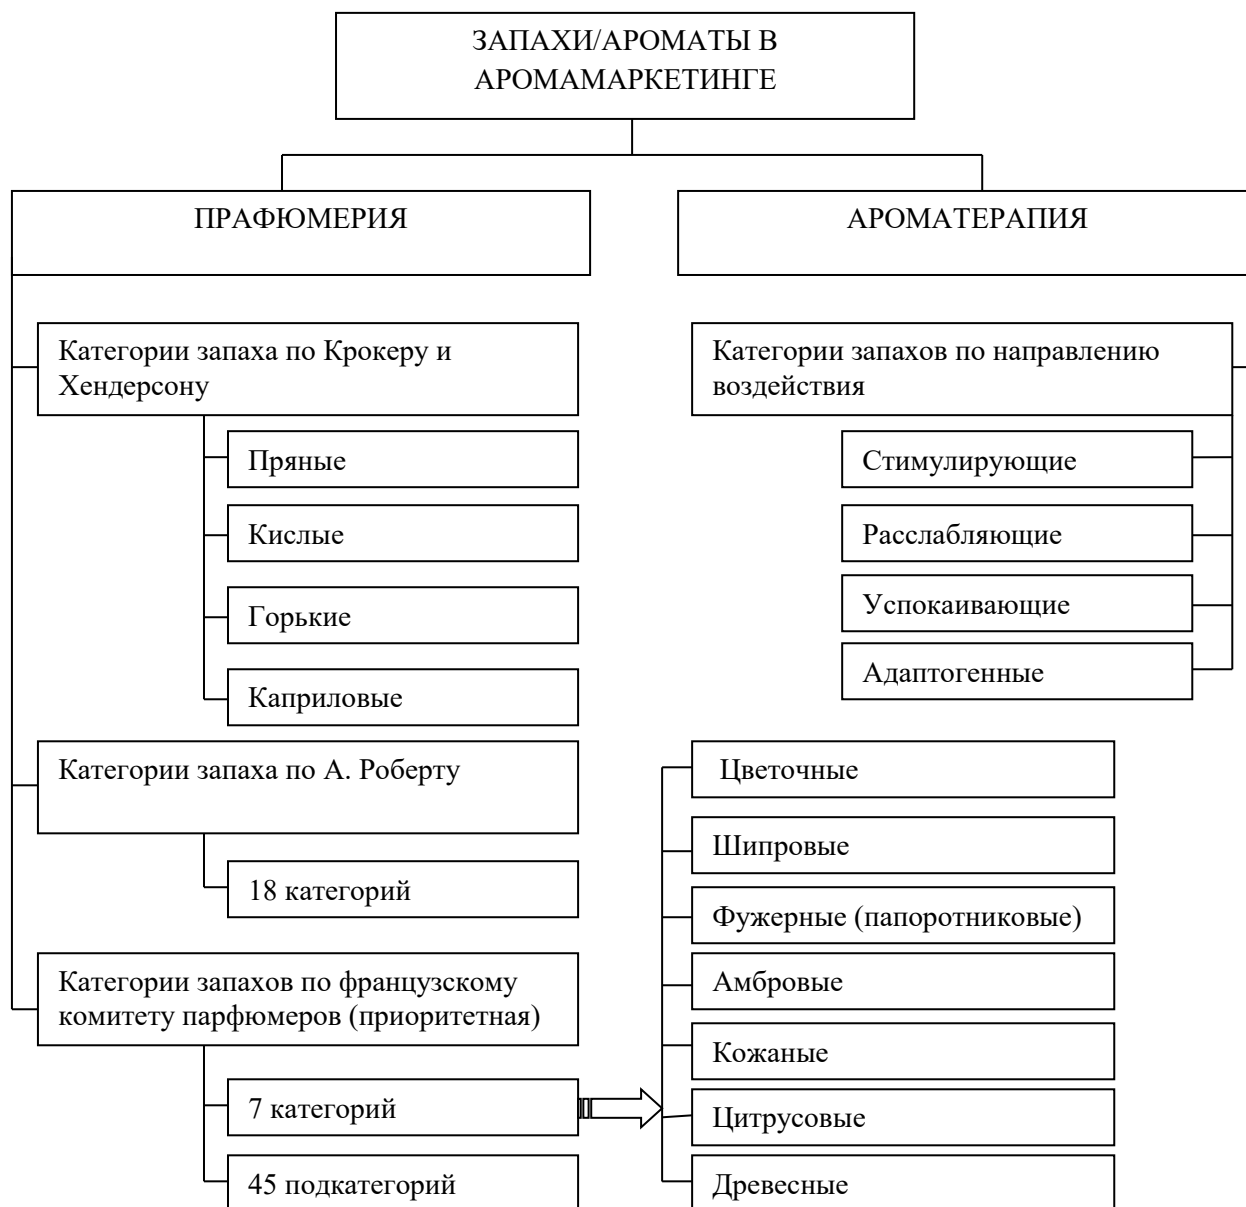 ЗАПАХИ/АРОМАТЫ В
АРОМАМАРКЕТИНГЕ
ПРАФЮМЕРИЯ
Категории запаха по Крокеру и
Хендерсону
Пряные
Кислые
Горькие
Каприловые
Категории запаха по А. Роберту
18 категорий
Категории запахов по французскому
комитету парфюмеров (приоритетная)
7 категорий
45 подкатегорий
АРОМАТЕРАПИЯ
Категории запахов по направлению
воздействия
Стимулирующие
Расслабляющие
Успокаивающие
Адаптогенные
Цветочные
Шипровые
Фужерные (папоротниковые)
Амбровые
Кожаные
Цитрусовые
Древесные